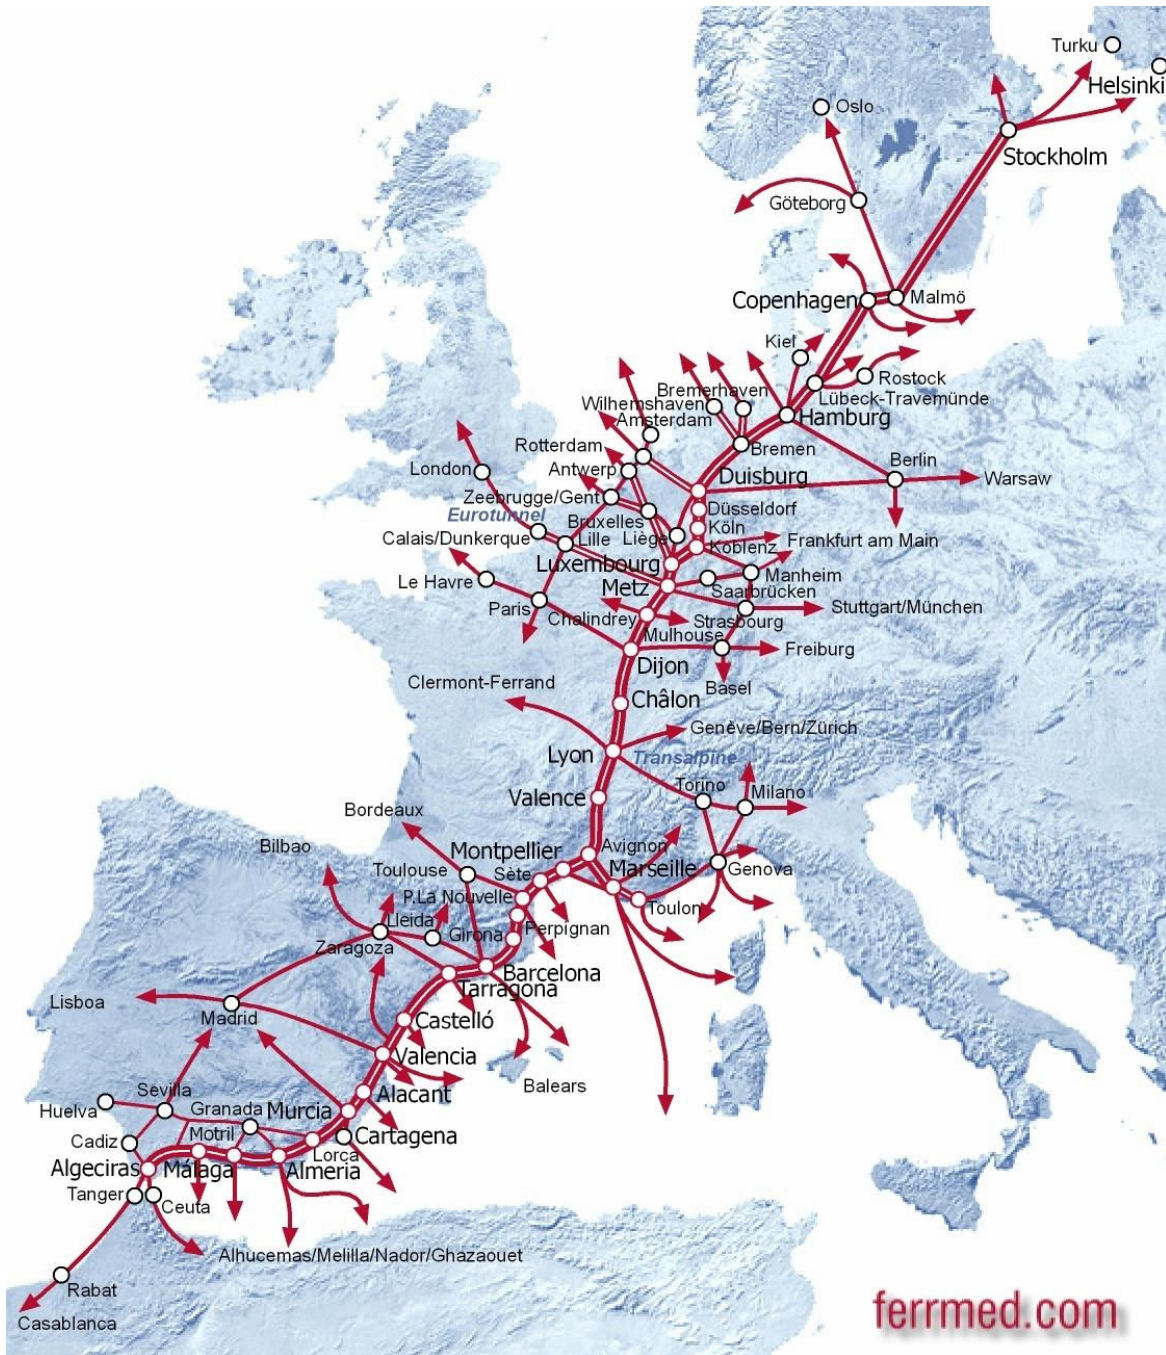 Turku
Helsinki
Oslo
Stockholm
Göteborg
Copenhagen
Malmö
Kiel
Rostock
Lübeck-Travemünde
Bremerhaven
Wilhemshaven
Hamburg
Amsterdam
Bremen
Rotterdam
Berlin
London
Antwerp
Duisburg
Warsaw
Zeebrugge/Gent
Düsseldorf
Eurotunnel
Bruxelles
Köln
Calais/Dunkerque
Lille
Liège
Koblenz
Frankfurt am Main
Luxembourg
Le Havre
Metz
Manheim
Saarbrücken
Paris
Chalindrey
Strasbourg
Stuttgart/München
Mulhouse
Freiburg
Dijon
Clermont-Ferrand
Basel
Châlon
Genève/Bern/Zürich
Lyon
Transalpine
Torino
Milano
Valence
Bordeaux
Bilbao
Montpellier
Avignon
Toulouse
Sète
Marseille
Genova
P.La Nouvelle
Toulon
Lleida
Perpignan
Zaragoza
Girona
Barcelona
Tarragona
Lisboa
Madrid
Castelló
Valencia
Balears
Sevilla
Alacant
Huelva
Granada
Murcia
Cadiz
Motril
Cartagena
Lorca
Algeciras
Málaga
Almeria
Tanger
Ceuta
Alhucemas/Melilla/Nador/Ghazaouet
Rabat
Casablanca
ferrmed.com